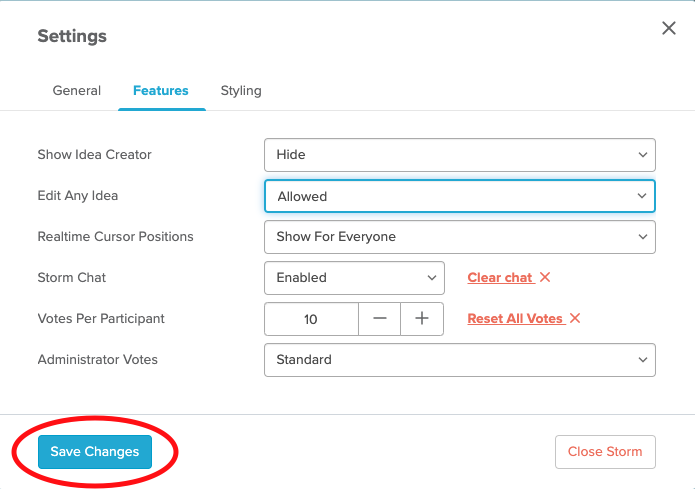 Settings
General Features Styling
Show Idea Creator Hide
Edit Any Idea Allowed
Realtime Cursor Positions Show For Everyone
Storm Chat Enabled Clear chat
Votes Per Participant 10 Reset All Votes
Administrator Votes Standard
Save Changes Close Storm